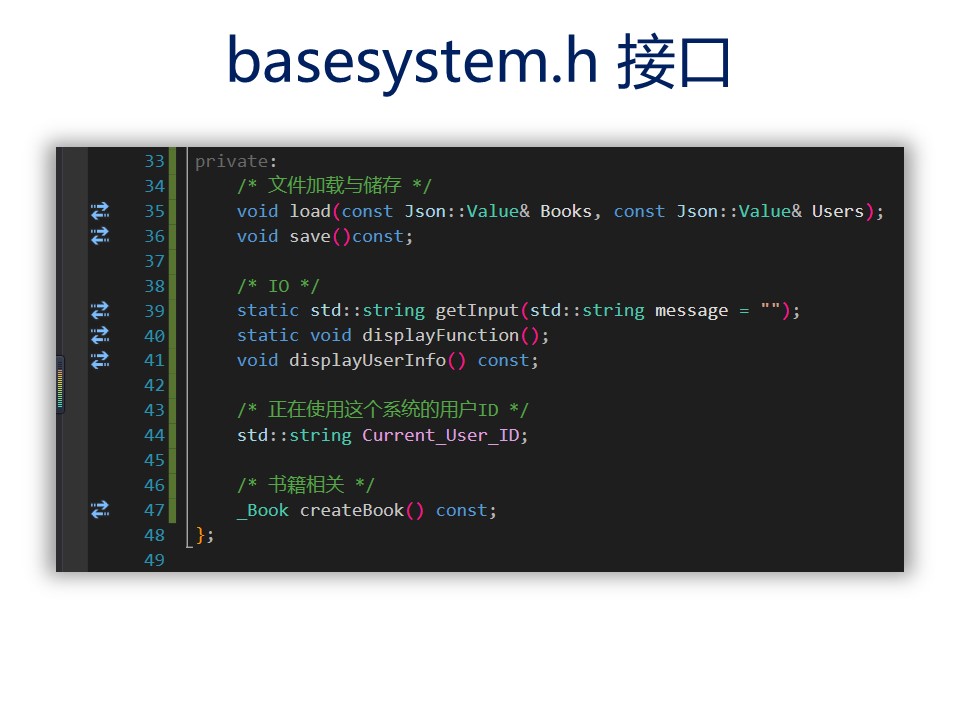 basesystem.h 接口
33 private:
34 /* 文件加载与储存 */
35 void load(const Json::Value& Books, const Json::Value& Users);
36 void save()const;
37
38 /* IO */
39 static std::string getInput(std::string message = "");
40 static void displayFunction();
41 void displayUserInfo() const;
42
43 /* 正在使用这个系统的用户ID */
44 std::string Current_User_ID;
45
46 /* 书籍相关 */
47 _Book createBook() const;
48 };
49